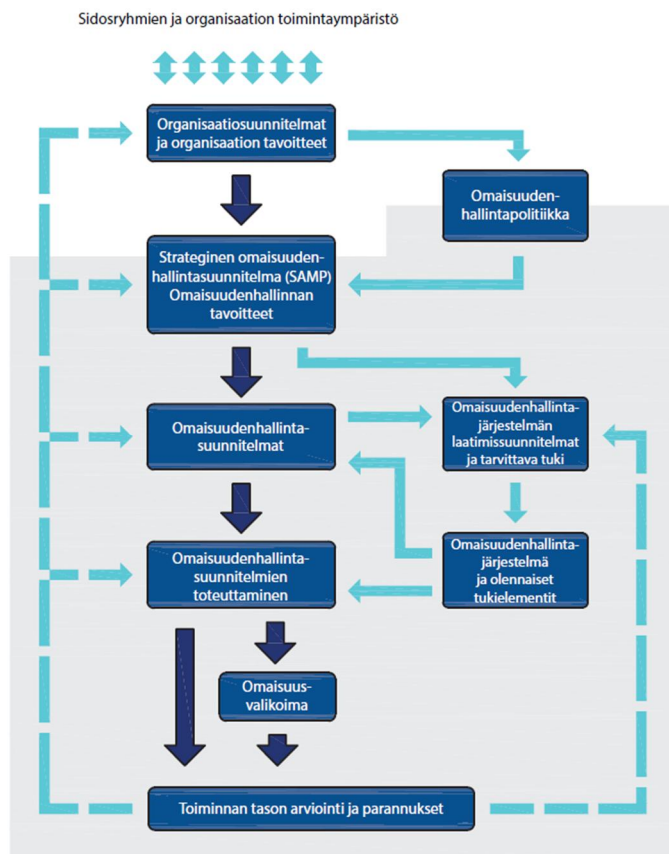 Sidosryhmien ja organisaation toimintaympäristö
Organisaatiosuunnitelmat
ja organisaation tavoitteet
Omaisuuden-
hallintapolitiikka
Strateginen omaisuuden-
hallintasuunnitelma (SAMP)
Omaisuudenhallinnan
tavoitteet
Omaisuudenhallinta-
suunnitelmat
Omaisuudenhallinta-
järjestelmän
laatimissuunnitelmat
ja tarvittava tuki
Omaisuudenhallinta-
suunnitelmien
toteuttaminen
Omaisuudenhallinta-
järjestelmä
ja olennaiset
tukielementit
Omaisuus-
valikoima
Toiminnan tason arviointi ja parannukset